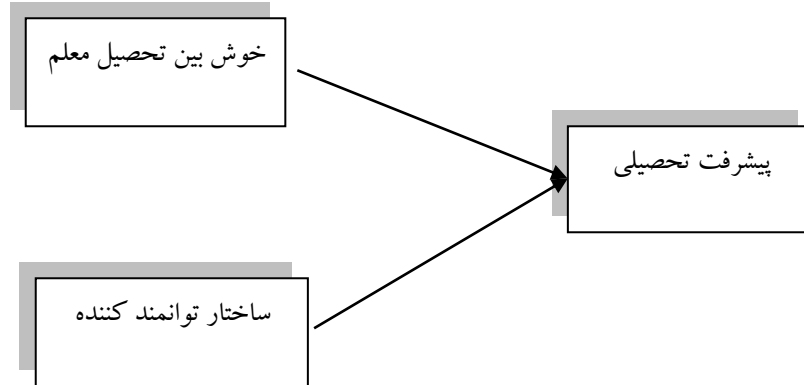 خوش بین تحصیل معلم
پیشرفت تحصیلی
ساختار توانمند کننده